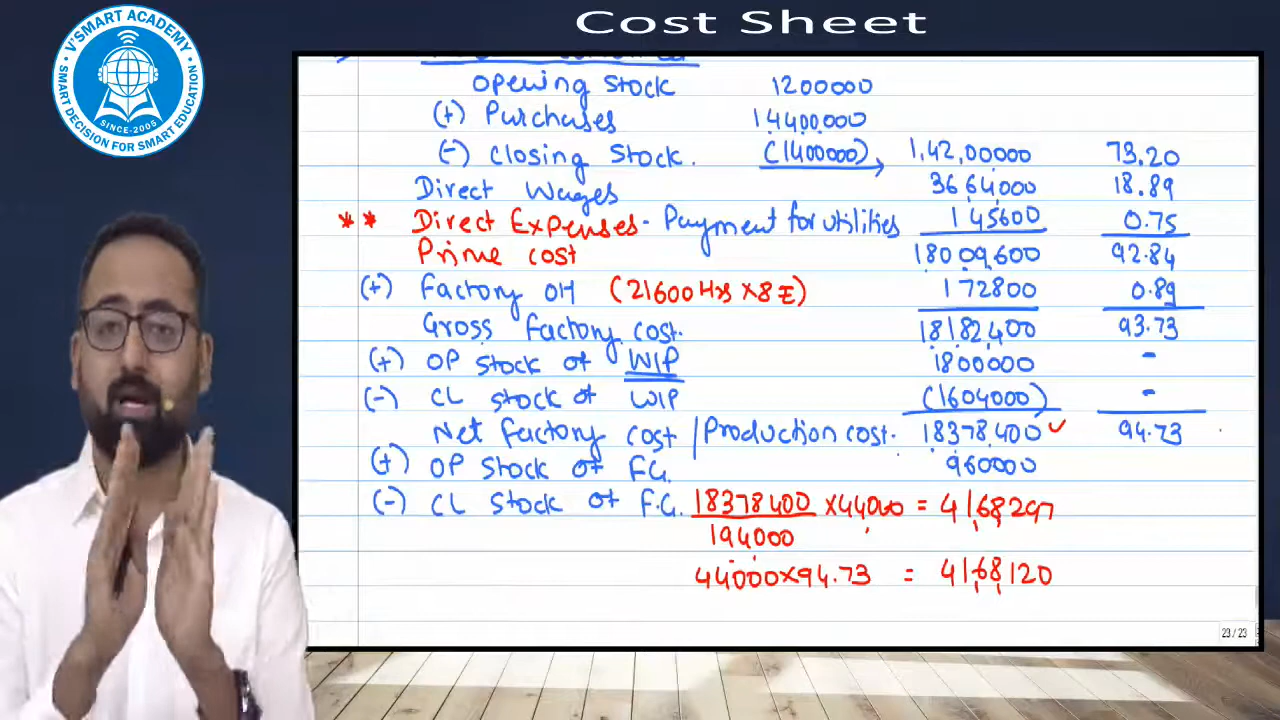 Cost Sheet
V'SMART ACADEMY
SMART DECISION FOR SMART EDUCATION
SINCE-2005
Opening Stock 1200000
(+) Purchases 14400000
(-) Closing Stock. (1400000) 1,42,00000 73.20
Direct Wages 3664000 18.89
** Direct Expenses - Payment for utilities 145600 0.75
Prime cost 18009600 92.84
(+) Factory OH (21600 Hrs X 8₹) 172800 0.89
Gross Factory cost. 18182400 93.73
(+) OP Stock of WIP 1800000 -
(-) CL Stock of WIP (1604000) -
Net Factory cost | Production cost. 18378400 ✓ 94.73
(+) OP Stock of FG. 960000
(-) CL Stock of F.G. 18378400 × 44000 = 4168297
194000
44000×94.73 = 4168120
23 / 23